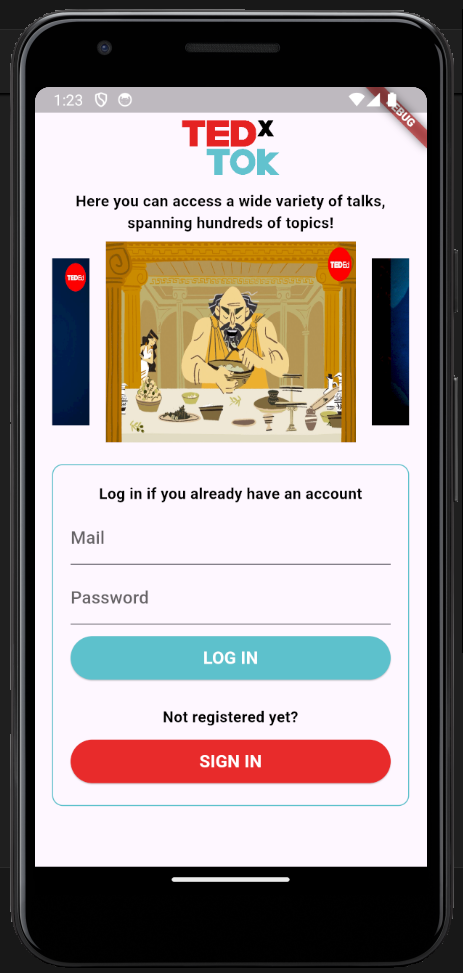 1:23
DEBUG
TEDx
TOK
Here you can access a wide variety of talks,
spanning hundreds of topics!
TEDEd
TEDEd
Log in if you already have an account
Mail
Password
LOG IN
Not registered yet?
SIGN IN